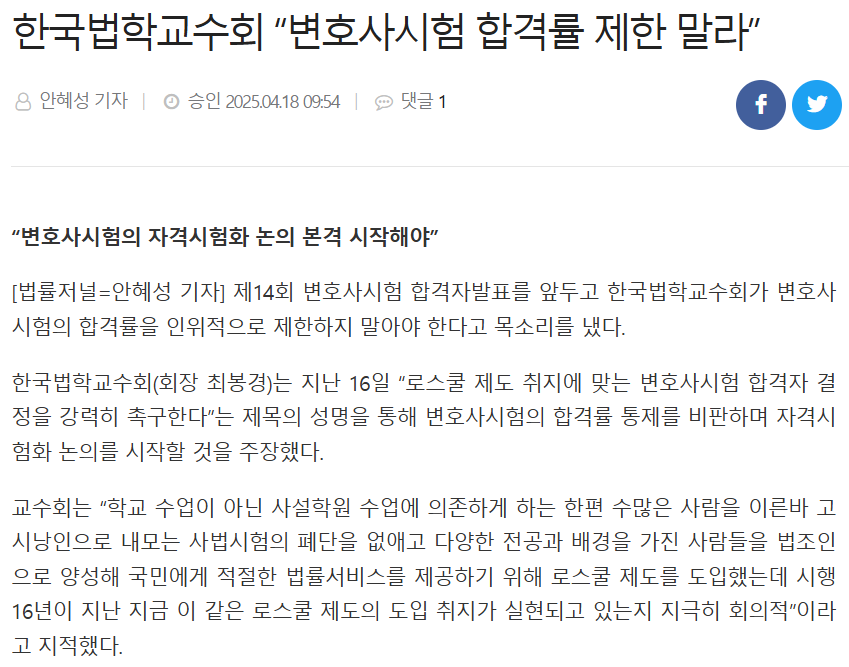 한국법학교수회 “변호사시험 합격률 제한 말라”
안혜성 기자 | 승인 2025.04.18 09:54 | 댓글 1
“변호사시험의 자격시험화 논의 본격 시작해야”
[법률저널=안혜성 기자] 제14회 변호사시험 합격자발표를 앞두고 한국법학교수회가 변호사
시험의 합격률을 인위적으로 제한하지 말아야 한다고 목소리를 냈다.
한국법학교수회(회장 최봉경)는 지난 16일 “로스쿨 제도 취지에 맞는 변호사시험 합격자 결
정을 강력히 촉구한다”는 제목의 성명을 통해 변호사시험의 합격률 통제를 비판하며 자격시
험화 논의를 시작할 것을 주장했다.
교수회는 “학교 수업이 아닌 사설학원 수업에 의존하게 하는 한편 수많은 사람을 이른바 고
시낭인으로 내모는 사법시험의 폐단을 없애고 다양한 전공과 배경을 가진 사람들을 법조인
으로 양성해 국민에게 적절한 법률서비스를 제공하기 위해 로스쿨 제도를 도입했는데 시행
16년이 지난 지금 이 같은 로스쿨 제도의 도입 취지가 실현되고 있는지 지극히 회의적”이라
고 지적했다.